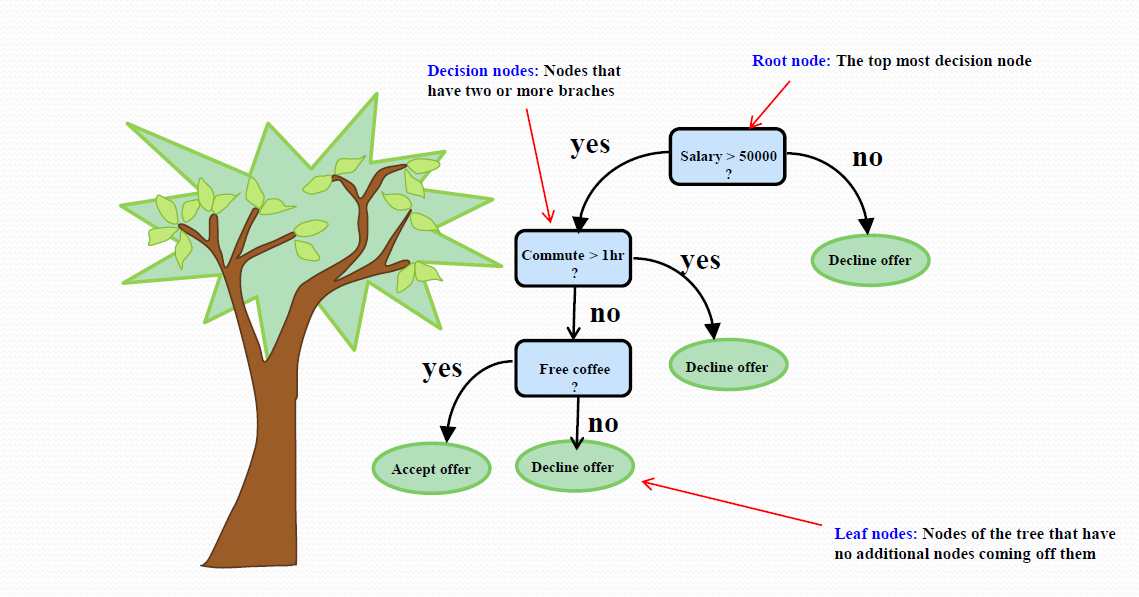 Root node: The top most decision node
Decision nodes: Nodes that
have two or more braches
yes
Salary > 50000
?
no
Commute > 1hr
?
yes
Decline offer
no
Free coffee
?
yes
Decline offer
no
Accept offer
Decline offer
Leaf nodes: Nodes of the tree that have
no additional nodes coming off them